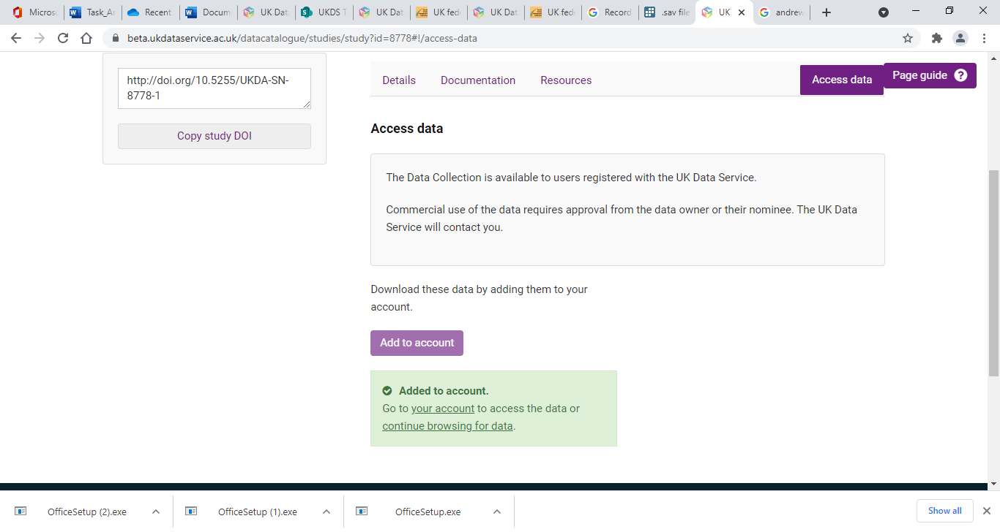 Micros
Task_Ar
Recent
Docum
UK Dat
UKDS T
UK Dat
UK fede
UK Dat
UK fede
Record
.sav file
UK
andrew
beta.ukdataservice.ac.uk/datacatalogue/studies/study?id=8778#!/access-data
http://doi.org/10.5255/UKDA-SN-
8778-1
Copy study DOI
Details Documentation Resources Access data Page guide ?
Access data
The Data Collection is available to users registered with the UK Data Service.
Commercial use of the data requires approval from the data owner or their nominee. The UK Data
Service will contact you.
Download these data by adding them to your
account.
Add to account
Added to account.
Go to your account to access the data or
continue browsing for data.
OfficeSetup (2).exe
OfficeSetup (1).exe
OfficeSetup.exe
Show all